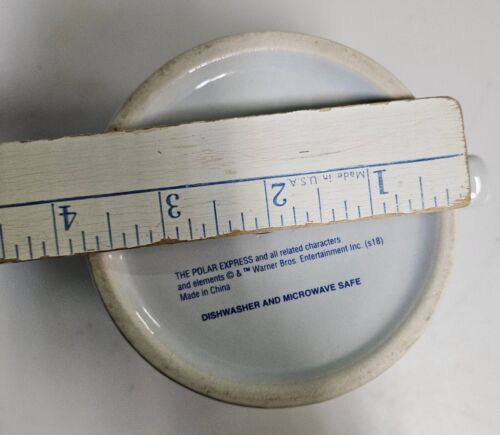 Made in U.S.A.
4 3 2 1
THE POLAR EXPRESS and all related characters
and elements © & ™ Warner Bros. Entertainment Inc. (s18)
Made in China
DISHWASHER AND MICROWAVE SAFE